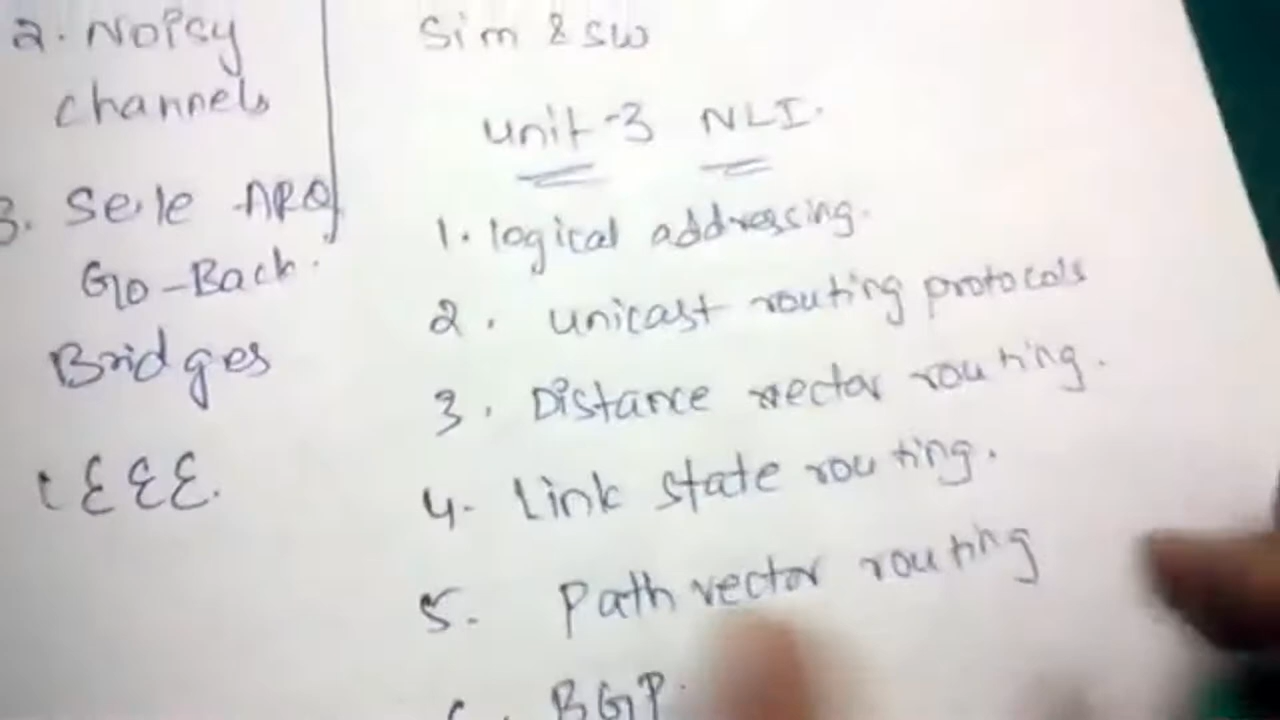 2. Noisy
channels
3. Sele ARQ
Go-Back.
Bridges
IEEE.
Sim & SW
unit-3 NLI.
1. logical addressing.
2. unicast routing protocols
3. Distance vector routing.
4. Link state routing.
5. Path vector routing
6. BGP.